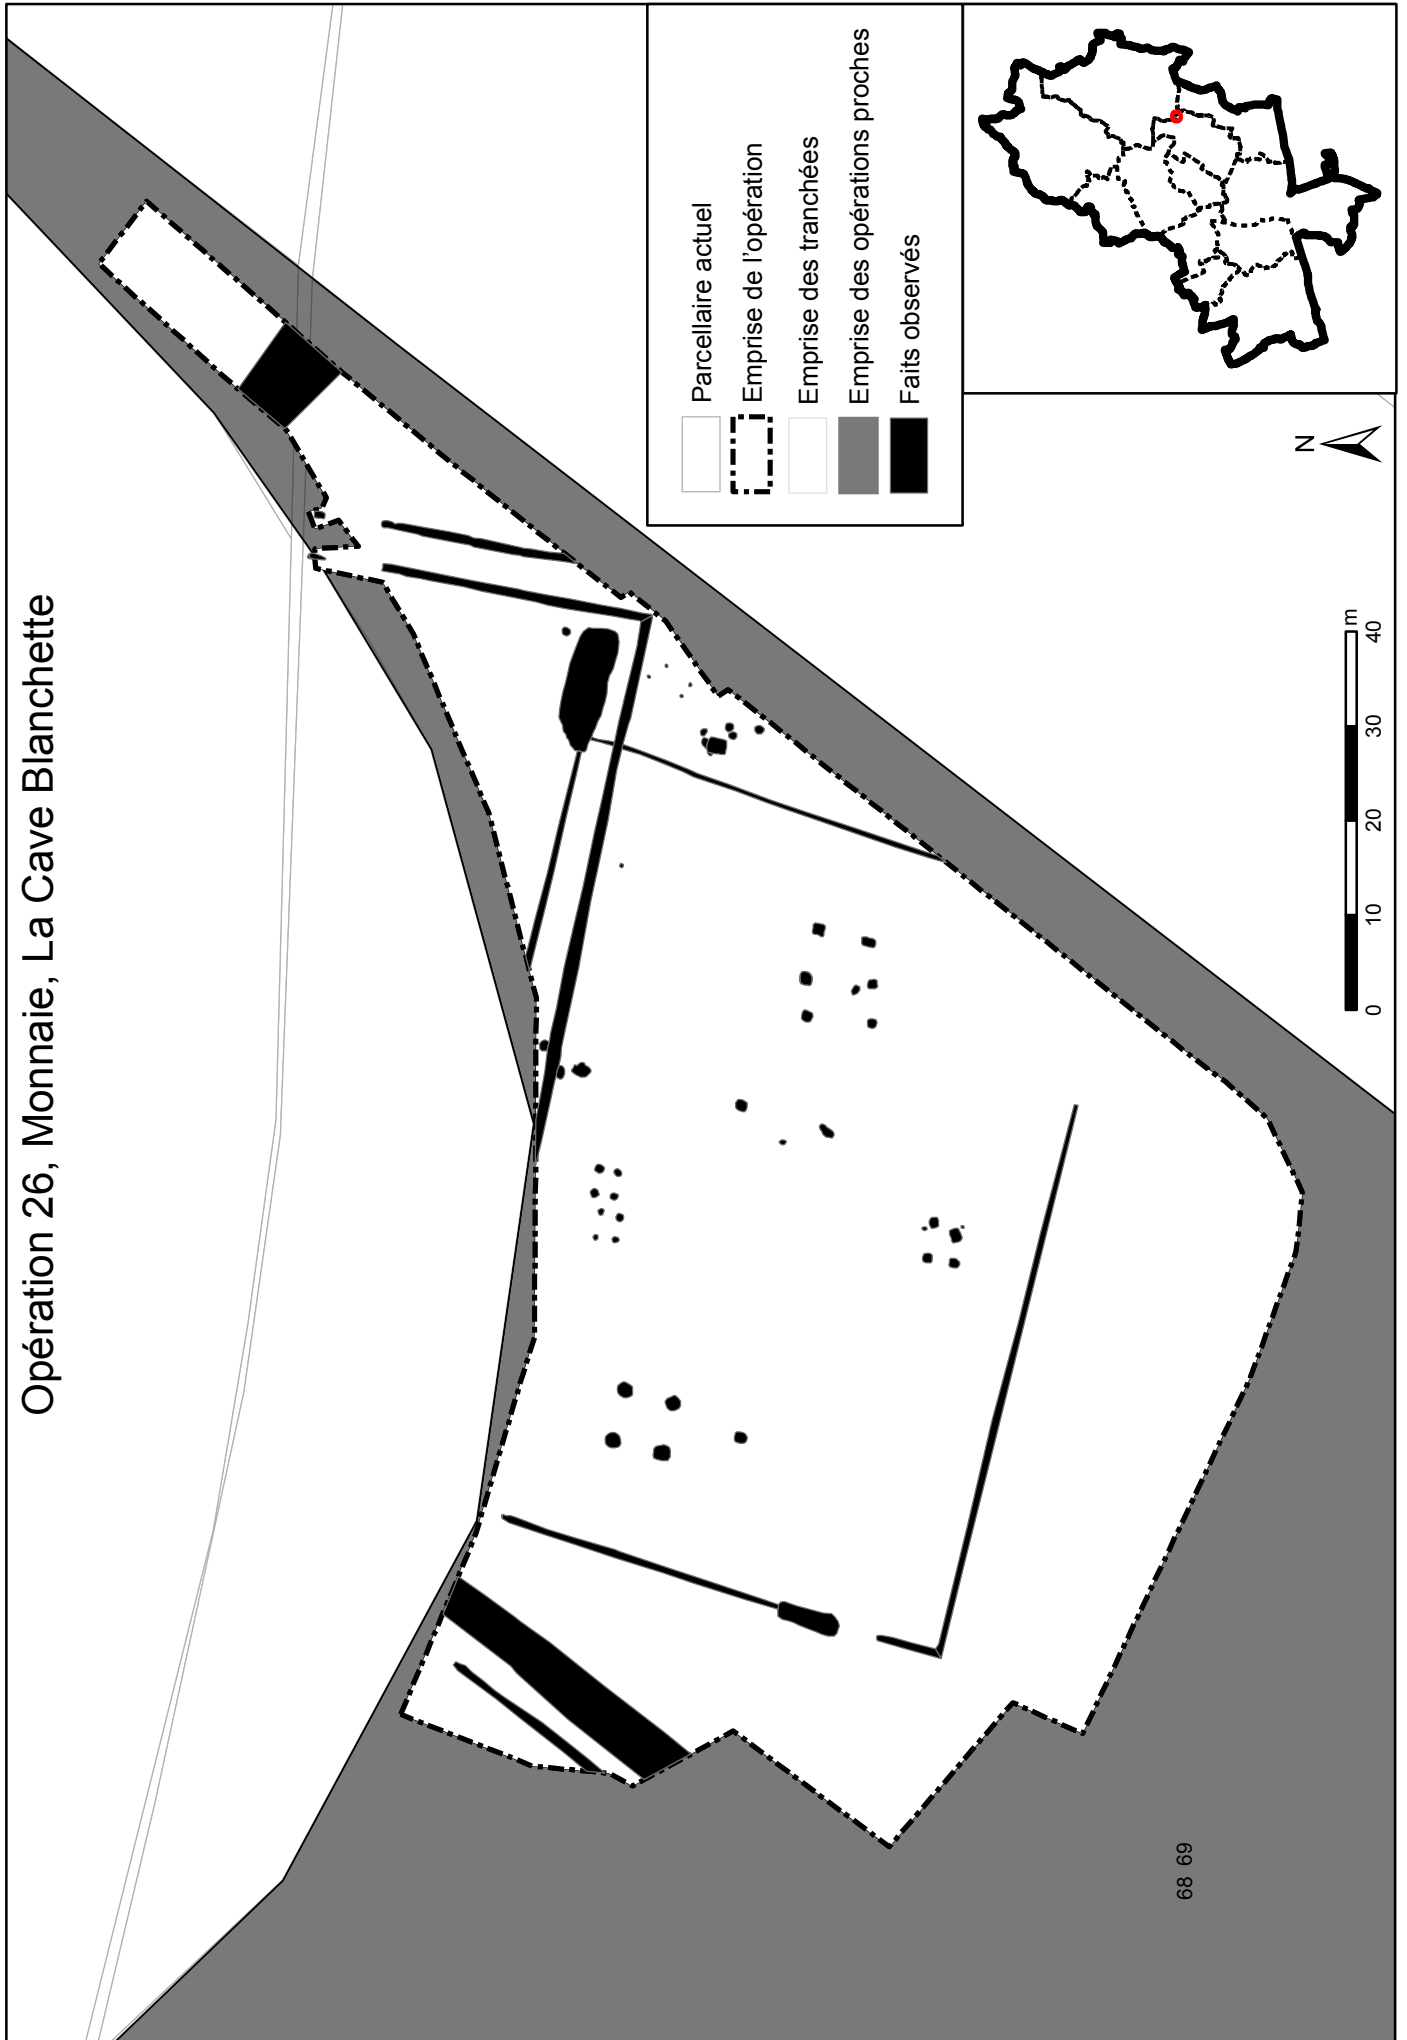 Opération 26, Monnaie, La Cave Blanchette
Parcellaire actuel
Emprise de l'opération
Emprise des tranchées
Emprise des opérations proches
Faits observés
N
0 10 20 30 40 m
68 69